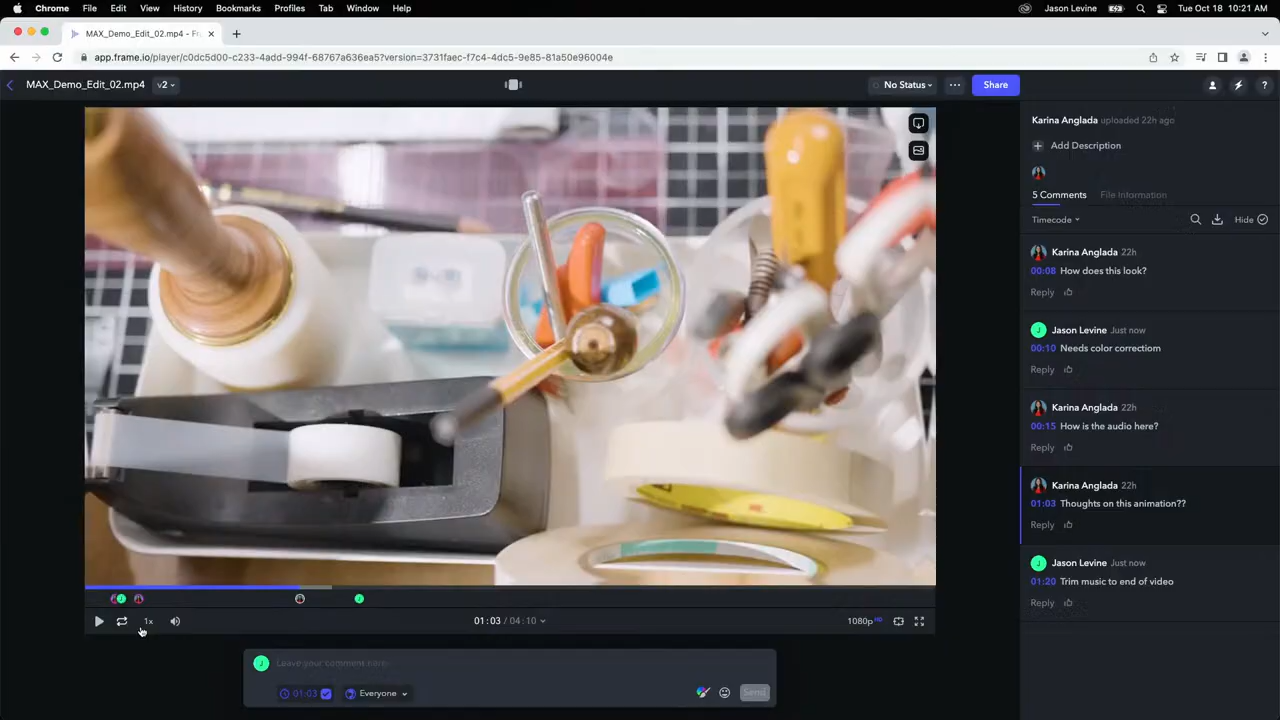 Chrome File Edit View History Bookmarks Profiles Tab Window Help Jason Levine Tue Oct 18 10:21 AM
MAX_Demo_Edit_02.mp4 - Fr
app.frame.io/player/c0dc5d00-c233-4add-994f-68767a636ea5?version=3731faec-f7c4-4dc5-9e85-81a50e96004e
MAX_Demo_Edit_02.mp4 v2 No Status Share
Karina Anglada uploaded 22h ago
Add Description
5 Comments File Information
Timecode Hide
Karina Anglada 22h
00:08 How does this look?
Reply
J Jason Levine Just now
00:10 Needs color correctiom
Reply
Karina Anglada 22h
00:15 How is the audio here?
Reply
Karina Anglada 22h
01:03 Thoughts on this animation??
Reply
J Jason Levine Just now
01:20 Trim music to end of video
Reply
J J
1x 01:03 / 04:10 1080p HD
J Leave your comment here...
01:03 Everyone Send